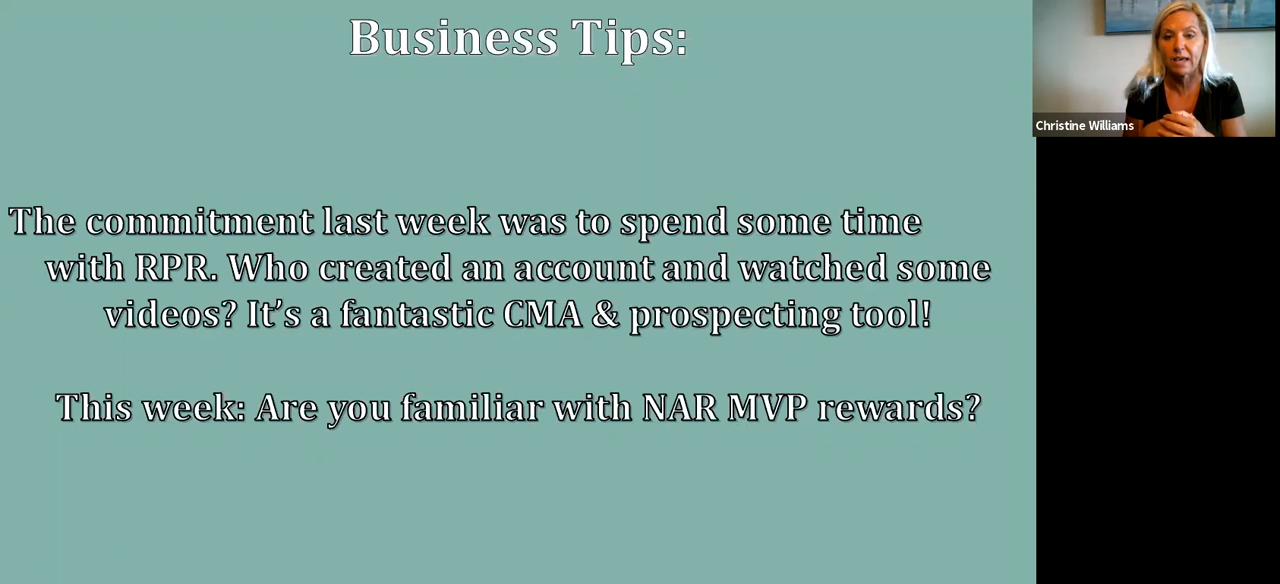 Business Tips:
The commitment last week was to spend some time
with RPR. Who created an account and watched some
videos? It’s a fantastic CMA & prospecting tool!
This week: Are you familiar with NAR MVP rewards?
Christine Williams